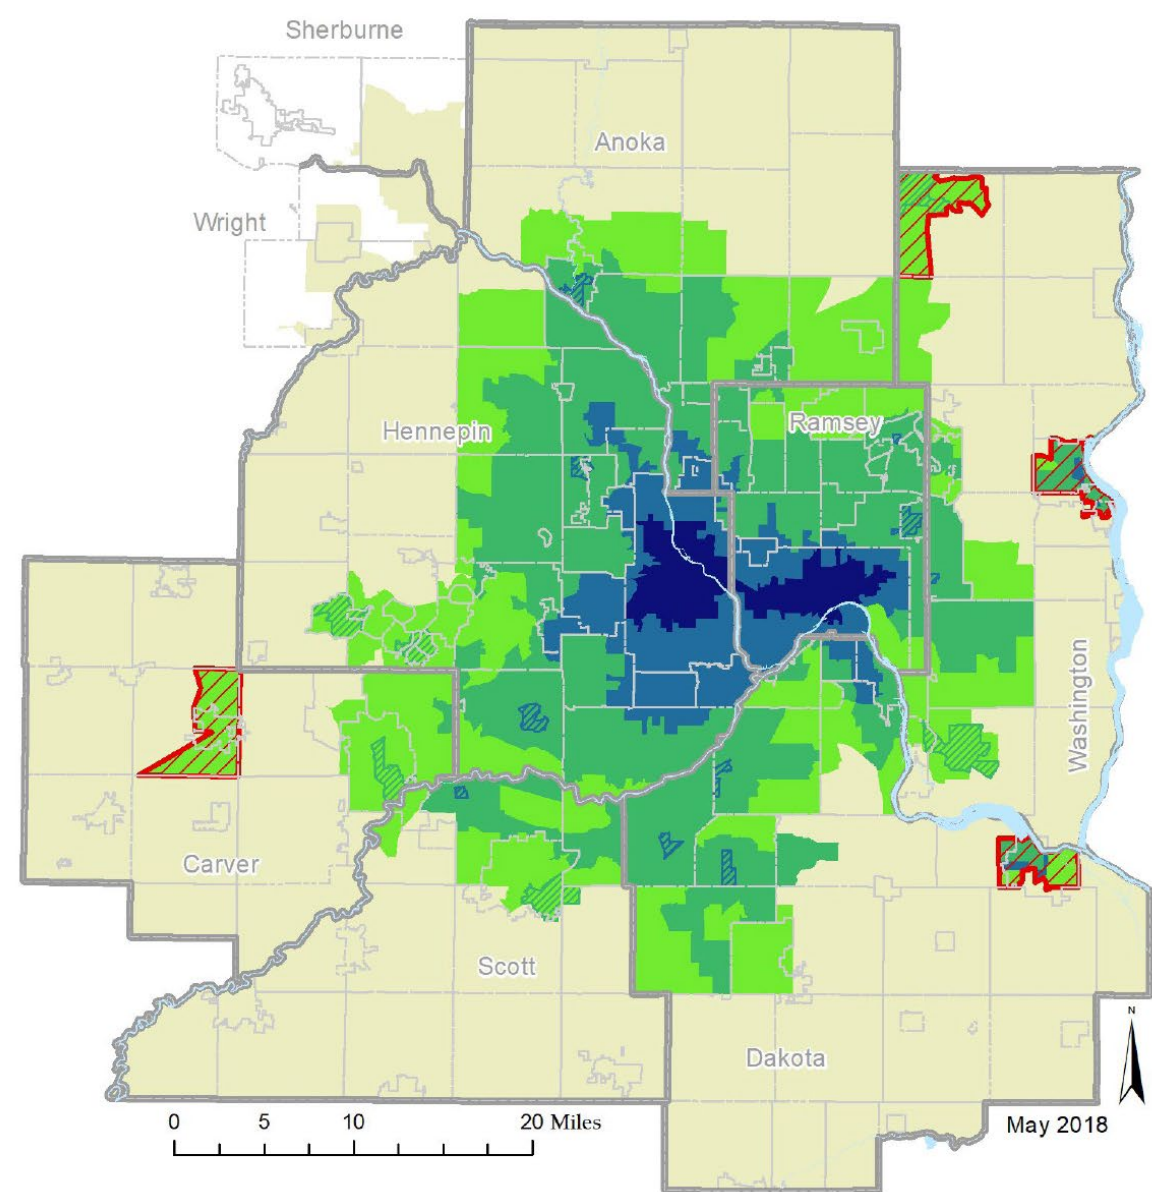 Sherburne
Anoka
Wright
Hennepin
Ramsey
Washington
Carver
Scott
Dakota
N
0 5 10 20 Miles
May 2018